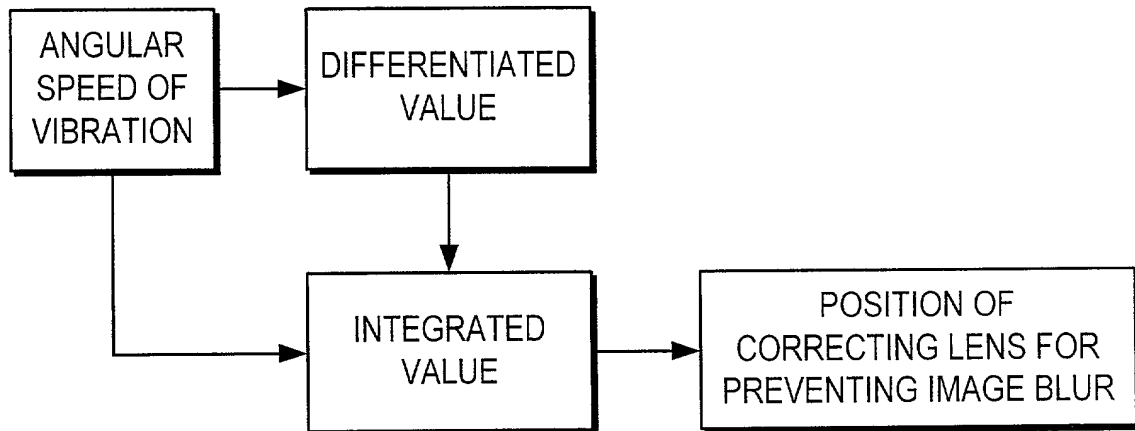 ANGULAR
SPEED OF
VIBRATION
DIFFERENTIATED
VALUE
INTEGRATED
VALUE
POSITION OF
CORRECTING LENS FOR
PREVENTING IMAGE BLUR